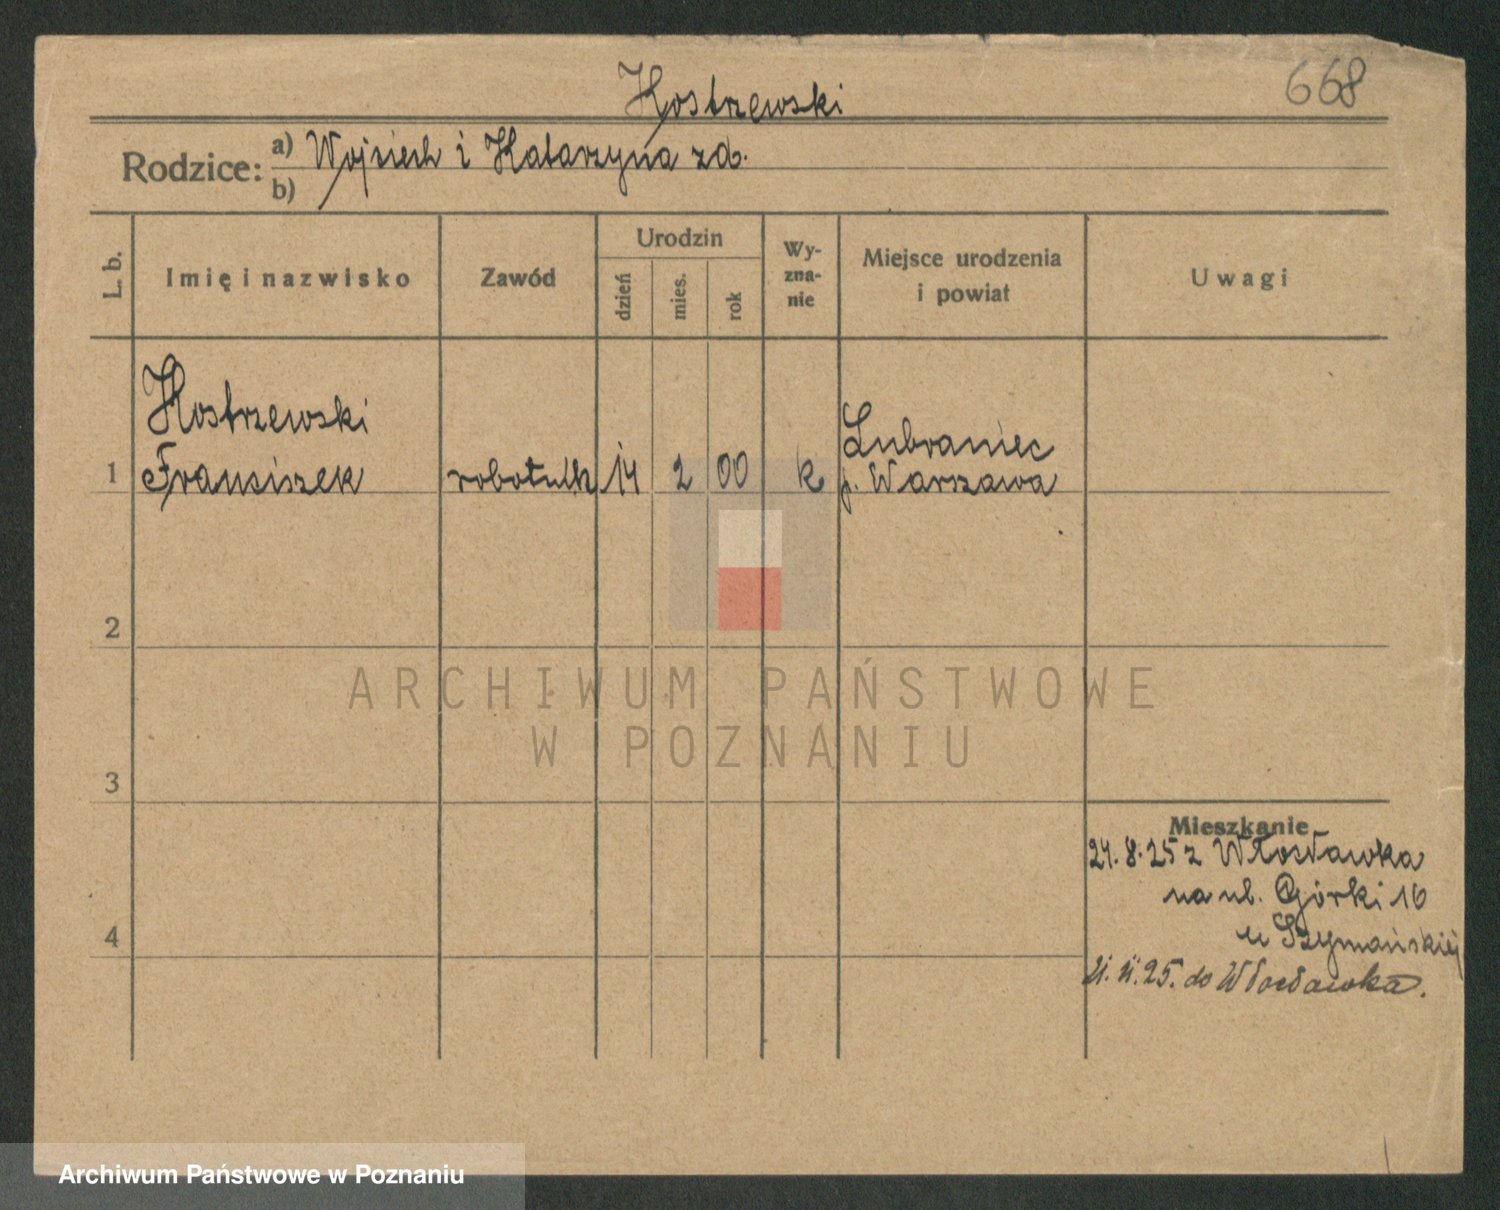 668
Kostrzewski
Rodzice: a) Wojciech i Katarzyna zd.
b)
L. b. Imię i nazwisko Zawód Urodzin dzień mies. rok Wy-zna-nie Miejsce urodzenia i powiat Uwagi
Kostrzewski Lubraniec
1 Franciszek robotnik 14 2 00 k p. Warszawa
2
ARCHIWUM PAŃSTWOWE
W POZNANIU
3
Mieszkanie
24.8.25 z Włocławka
na ul. Górki 16
u Szymańskiej
4
25. do Włocławka.
Archiwum Państwowe w Poznaniu